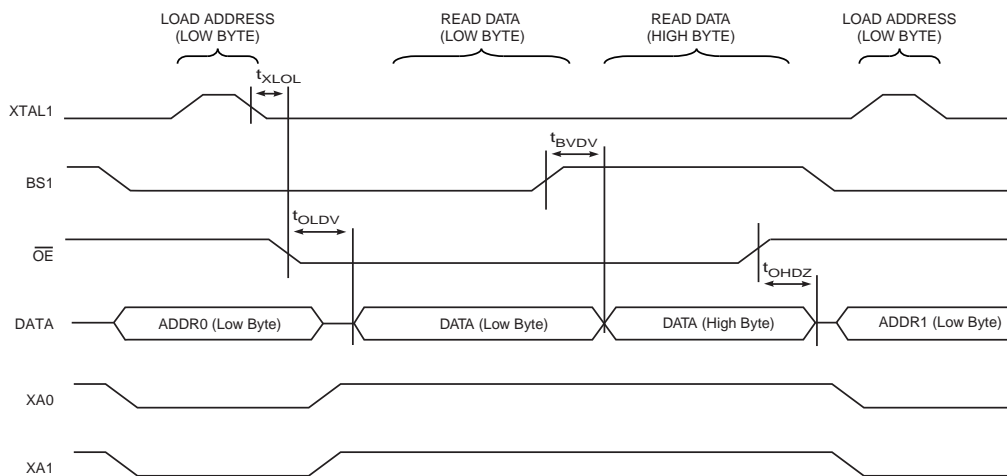 LOAD ADDRESS
(LOW BYTE)
READ DATA
(LOW BYTE)
READ DATA
(HIGH BYTE)
LOAD ADDRESS
(LOW BYTE)
tXLOL
XTAL1
tBVDV
BS1
tOLDV
OE
tOHDZ
DATA
ADDR0 (Low Byte)
DATA (Low Byte)
DATA (High Byte)
ADDR1 (Low Byte)
XA0
XA1